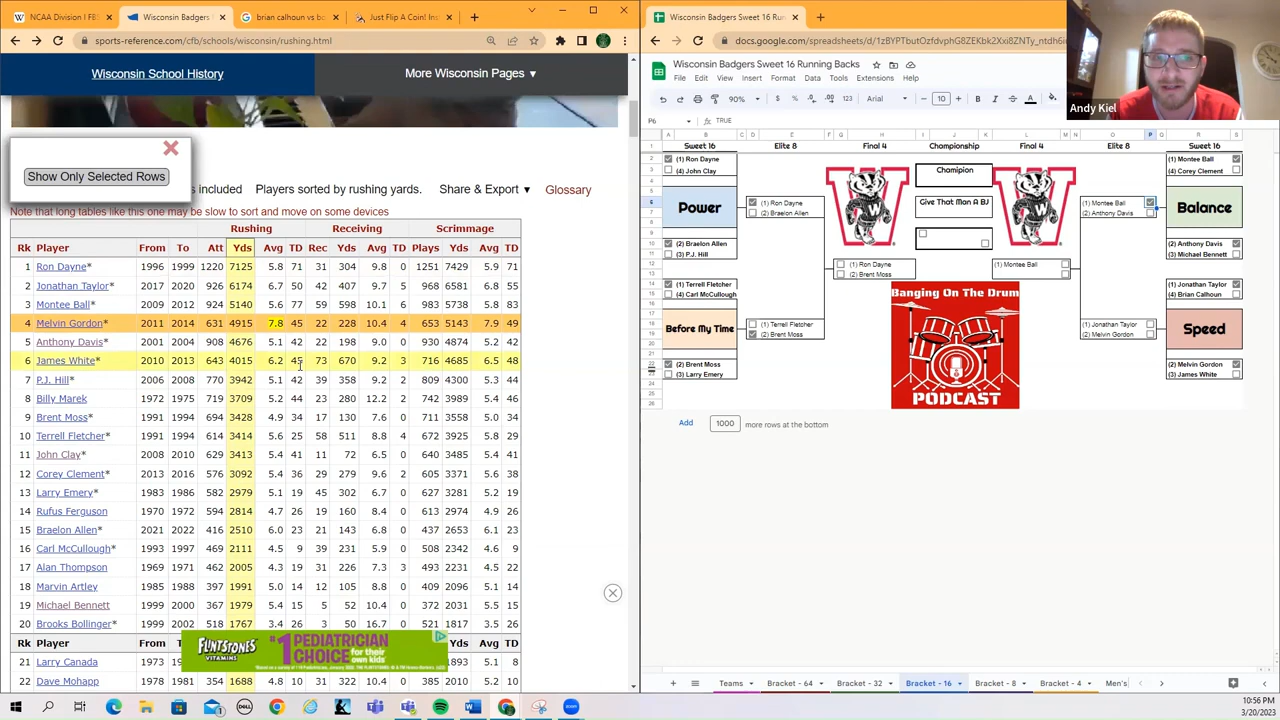 NCAA Division I FBS
Wisconsin Badgers
brian calhoun vs b
Just Flip A Coin! Ins
sports-reference.com/cfb/schools/wisconsin/rushing.html
Wisconsin School History
More Wisconsin Pages ▼
Show Only Selected Rows
s included Players sorted by rushing yards. Share & Export ▼ Glossary
Note that long tables like this one may be slow to sort and move on some devices
Rushing Receiving Scrimmage
Rk Player From To Att Yds Avg TD Rec Yds Avg TD Plays Yds Avg TD
1 Ron Dayne* 1996 1999 1220 7125 5.8 71 31 304 9.8 0 1251 7429 5.9 71
2 Jonathan Taylor* 2017 2020 926 6174 6.7 50 42 407 9.7 5 968 6581 6.8 55
3 Montee Ball* 2009 2013 924 5140 5.6 77 59 598 10.1 6 983 5738 5.8 83
4 Melvin Gordon* 2011 2014 631 4915 7.8 45 22 228 10.4 4 653 5143 7.9 49
5 Anthony Davis* 2001 2004 908 4676 5.1 42 22 198 9.0 0 930 4874 5.2 42
6 James White* 2010 2013 643 4015 6.2 45 73 670 9.2 3 716 4685 6.5 48
7 P.J. Hill* 2006 2008 770 3942 5.1 42 39 358 9.2 2 809 4300 5.3 44
8 Billy Marek 1972 1975 719 3709 5.2 44 23 280 12.2 2 742 3989 5.4 46
9 Brent Moss* 1991 1994 694 3428 4.9 34 17 130 7.6 0 711 3558 5.0 34
10 Terrell Fletcher* 1991 1994 614 3414 5.6 25 58 511 8.8 4 672 3925 5.8 29
11 John Clay* 2008 2010 629 3413 5.4 41 11 72 6.5 0 640 3485 5.4 41
12 Corey Clement* 2013 2016 576 3092 5.4 36 29 279 9.6 2 605 3371 5.6 38
13 Larry Emery* 1983 1986 582 2979 5.1 19 45 302 6.7 0 627 3281 5.2 19
14 Rufus Ferguson 1970 1972 594 2814 4.7 26 19 160 8.4 0 613 2974 4.9 26
15 Braelon Allen* 2021 2022 416 2510 6.0 23 21 143 6.8 0 437 2653 6.1 23
16 Carl McCullough* 1993 1997 469 2111 4.5 9 39 231 5.9 0 508 2342 4.6 9
17 Alan Thompson 1969 1971 462 2005 4.3 19 31 226 7.3 3 493 2231 4.5 22
18 Marvin Artley 1985 1988 397 1991 5.0 14 12 105 8.8 0 409 2096 5.1 14
19 Michael Bennett 1999 2000 367 1979 5.4 15 5 52 10.4 0 372 2031 5.5 15
20 Brooks Bollinger* 1999 2002 518 1767 3.4 26 3 50 16.7 0 521 1817 3.5 26
Rk Player Yds Avg TD
21 Larry Canada 1973 1893 5.1 8
22 Dave Mohapp 1978 1981 354 1688 4.8 10 31 322 10.4 0 385 2010 5.2 10
FLINTSTONES VITAMINS #1 PEDIATRICIAN CHOICE for their own kids*
Wisconsin Badgers Sweet 16 Run
docs.google.com/spreadsheets/d/1zBYPTbutOzfdvphG8ZEKbk2Xxi8ZNTy_ntdh6in
Wisconsin Badgers Sweet 16 Running Backs
File Edit View Insert Format Data Tools Extensions Help
90% $ % .0 .00 123 Arial 10 B I A
P6 TRUE
A B C D E F G H I J K L M N O P Q R S
Sweet 16 Elite 8 Final 4 Championship Final 4 Elite 8 Sweet 16
(1) Ron Dayne
(4) John Clay
Power
(1) Ron Dayne
(2) Braelon Allen
(2) Braelon Allen
(3) P.J. Hill
(1) Ron Dayne
(2) Brent Moss
(1) Terrell Fletcher
(4) Carl McCullough
Before My Time
(1) Terrell Fletcher
(2) Brent Moss
(2) Brent Moss
(3) Larry Emery
Champion
Give That Man A BJ
W W
BANGING ON THE DRUM
PODCAST
(1) Montee Ball
(1) Montee Ball
(2) Anthony Davis
(1) Montee Ball
(4) Corey Clement
Balance
(2) Anthony Davis
(3) Michael Bennett
(1) Jonathan Taylor
(4) Brian Calhoun
(1) Jonathan Taylor
(2) Melvin Gordon
Speed
(2) Melvin Gordon
(3) James White
Add 1000 more rows at the bottom
Teams Bracket - 64 Bracket - 32 Bracket - 16 Bracket - 8 Bracket - 4 Men's
Andy Kiel
10:56 PM
3/20/2023